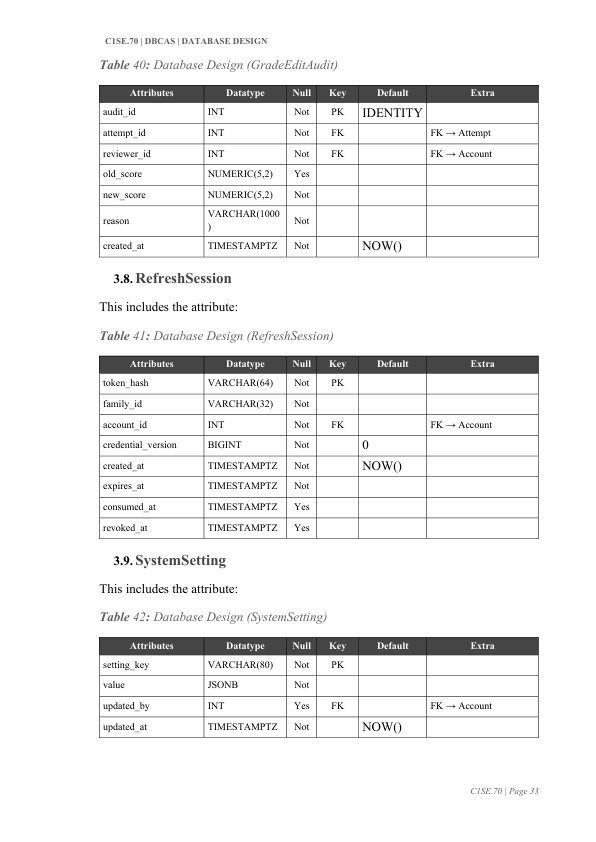 C1SE.70 | DBCAS | DATABASE DESIGN
Table 40: Database Design (GradeEditAudit)
Attributes Datatype Null Key Default Extra
audit_id INT Not PK IDENTITY
attempt_id INT Not FK FK → Attempt
reviewer_id INT Not FK FK → Account
old_score NUMERIC(5,2) Yes
new_score NUMERIC(5,2) Not
reason VARCHAR(1000
) Not
created_at TIMESTAMPTZ Not NOW()
3.8. RefreshSession
This includes the attribute:
Table 41: Database Design (RefreshSession)
Attributes Datatype Null Key Default Extra
token_hash VARCHAR(64) Not PK
family_id VARCHAR(32) Not
account_id INT Not FK FK → Account
credential_version BIGINT Not 0
created_at TIMESTAMPTZ Not NOW()
expires_at TIMESTAMPTZ Not
consumed_at TIMESTAMPTZ Yes
revoked_at TIMESTAMPTZ Yes
3.9. SystemSetting
This includes the attribute:
Table 42: Database Design (SystemSetting)
Attributes Datatype Null Key Default Extra
setting_key VARCHAR(80) Not PK
value JSONB Not
updated_by INT Yes FK FK → Account
updated_at TIMESTAMPTZ Not NOW()
C1SE.70 | Page 33